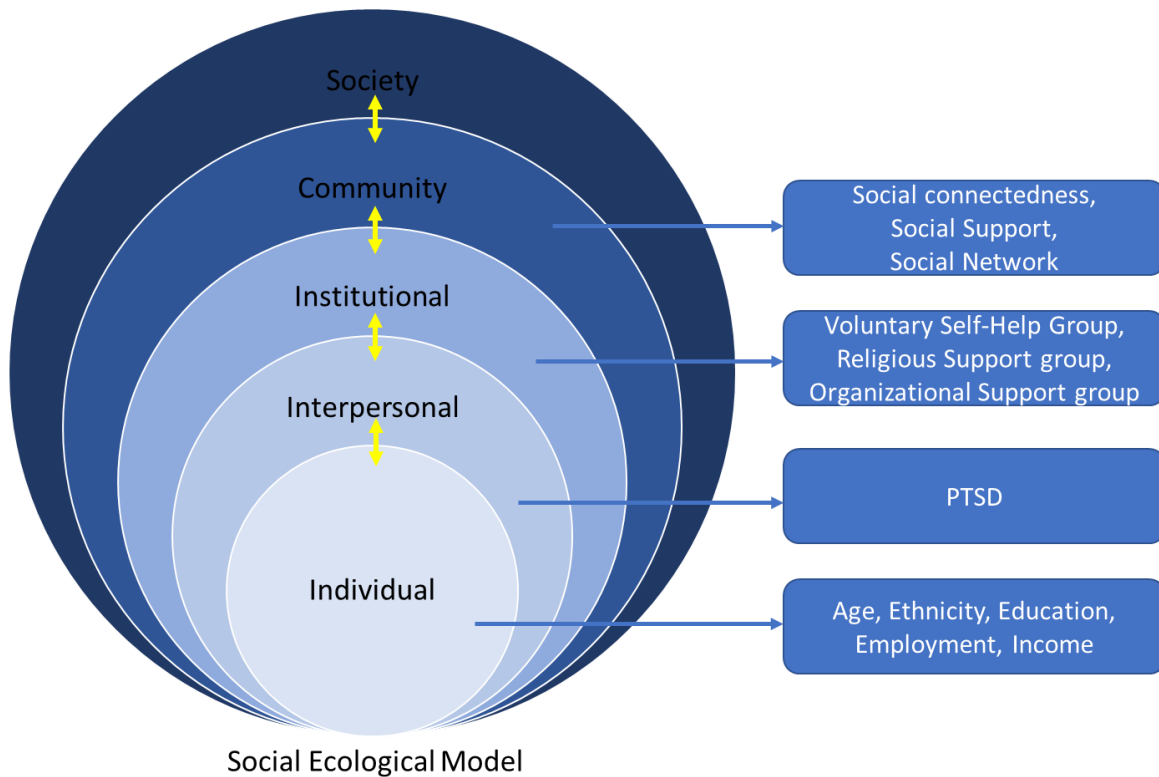 Society
Community
Institutional
Interpersonal
Individual
Social Ecological Model
Social connectedness,
Social Support,
Social Network
Voluntary Self-Help Group,
Religious Support group,
Organizational Support group
PTSD
Age, Ethnicity, Education,
Employment, Income